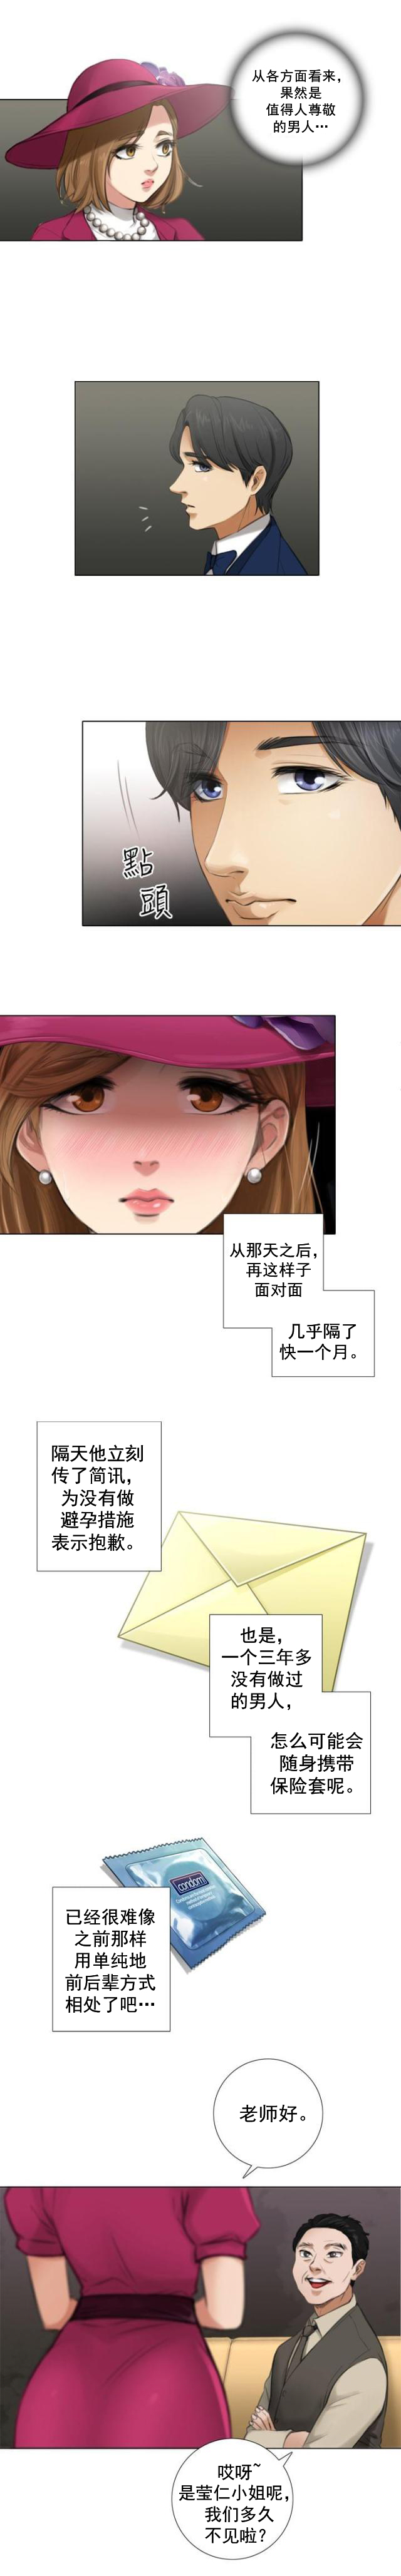 从各方面看来，
果然是
值得人尊敬
的男人…
點
頭
从那天之后，
再这样子
面对面
几乎隔了
快一个月。
隔天他立刻
传了简讯，
为没有做
避孕措施
表示抱歉。
也是，
一个三年多
没有做过
的男人，
怎么可能会
随身携带
保险套呢。
condom
已经很难像
之前那样
用单纯地
前后辈方式
相处了吧…
老师好。
哎呀~
是莹仁小姐呢，
我们多久
不见啦？